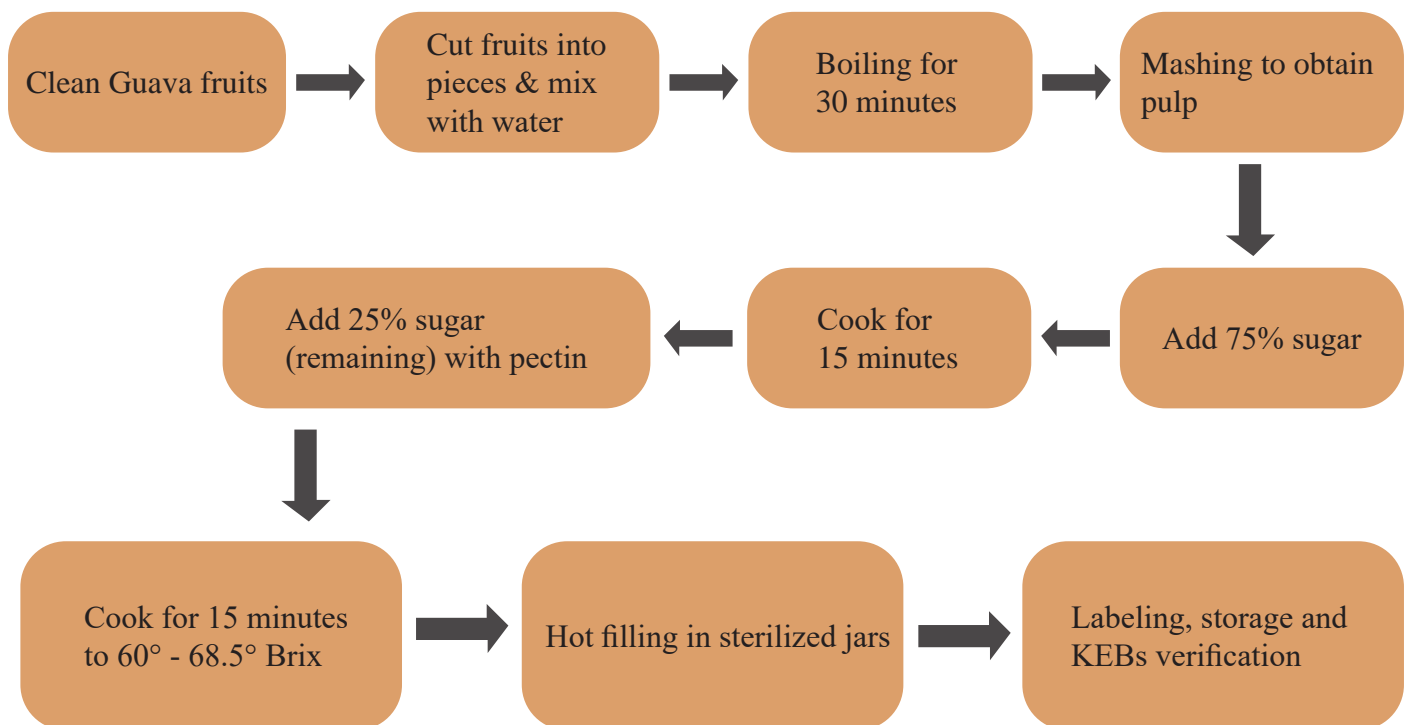 Clean Guava fruits
Cut fruits into
pieces & mix
with water
Boiling for
30 minutes
Mashing to obtain
pulp
Add 75% sugar
Cook for
15 minutes
Add 25% sugar
(remaining) with pectin
Cook for 15 minutes
to 60° - 68.5° Brix
Hot filling in sterilized jars
Labeling, storage and
KEBs verification